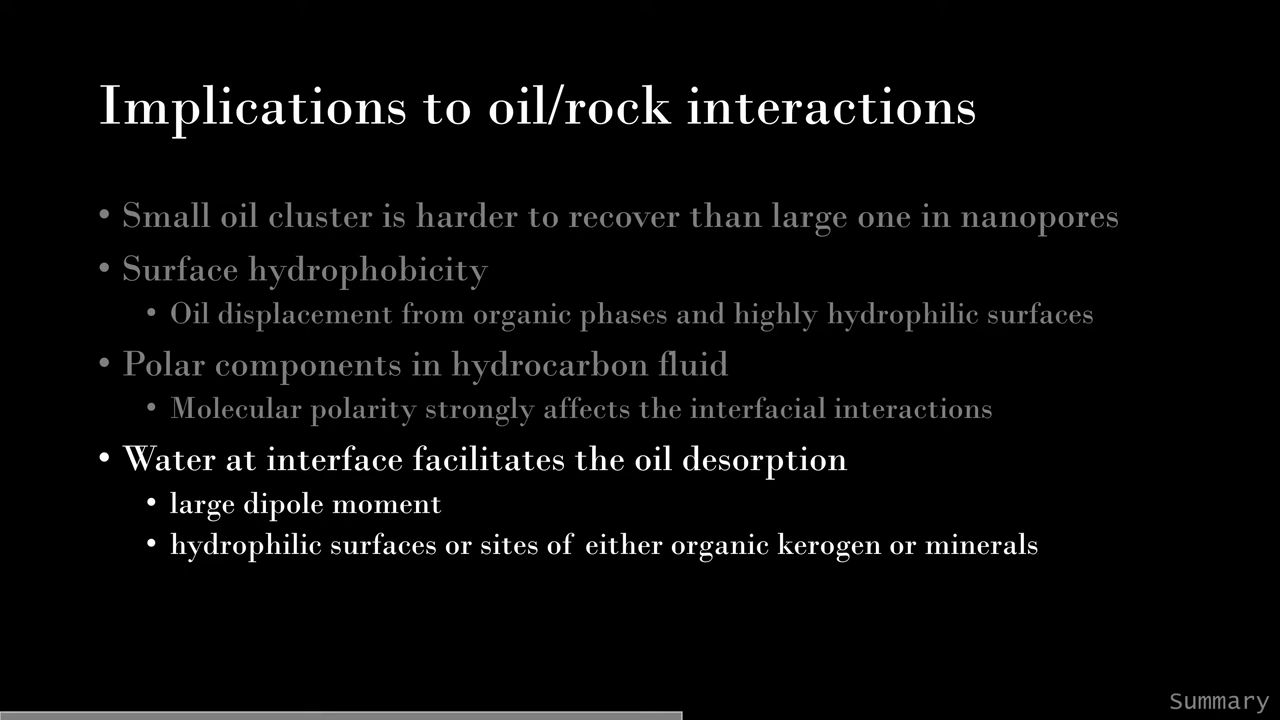 Implications to oil/rock interactions
• Small oil cluster is harder to recover than large one in nanopores
• Surface hydrophobicity
• Oil displacement from organic phases and highly hydrophilic surfaces
• Polar components in hydrocarbon fluid
• Molecular polarity strongly affects the interfacial interactions
• Water at interface facilitates the oil desorption
• large dipole moment
• hydrophilic surfaces or sites of either organic kerogen or minerals
Summary